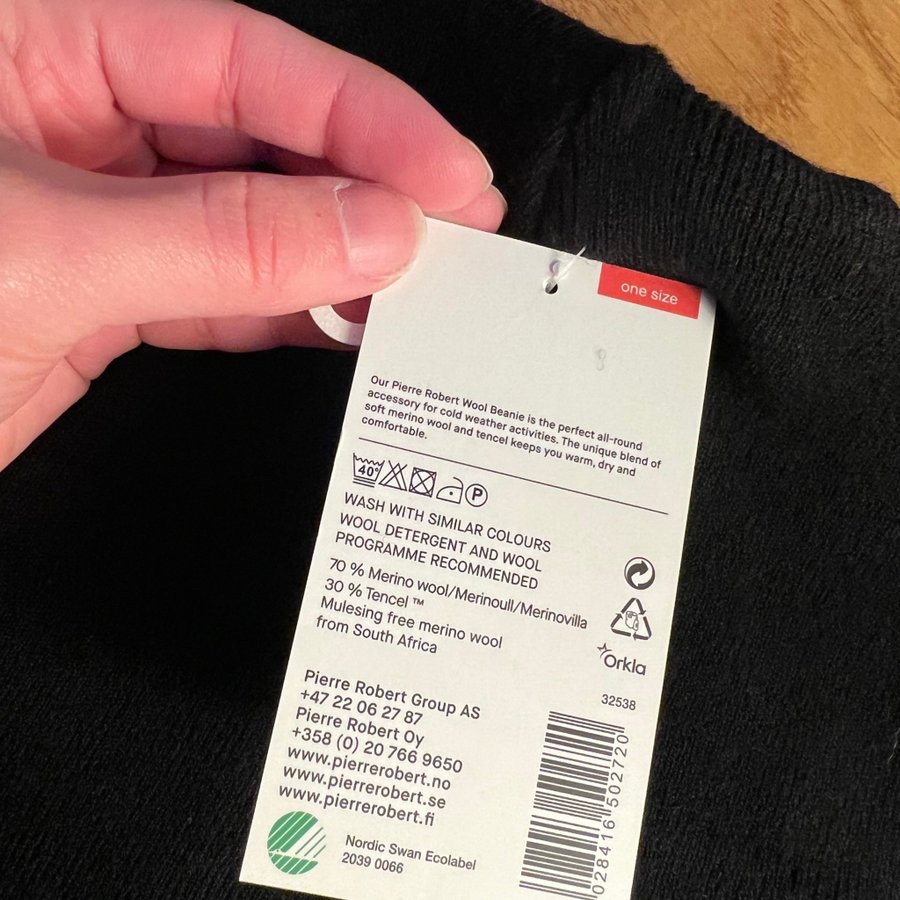 one size
Our Pierre Robert Wool Beanie is the perfect all-round
accessory for cold weather activities. The unique blend of
soft merino wool and tencel keeps you warm, dry and
comfortable.
40°
P
WASH WITH SIMILAR COLOURS
WOOL DETERGENT AND WOOL
PROGRAMME RECOMMENDED
70 % Merino wool/Merinoull/Merinovilla
30 % Tencel ™
Mulesing free merino wool
from South Africa
Orkla
32538
Pierre Robert Group AS
+47 22 06 27 87
Pierre Robert Oy
+358 (0) 20 766 9650
www.pierrerobert.no
www.pierrerobert.se
www.pierrerobert.fi
Nordic Swan Ecolabel
2039 0066
028416 502720